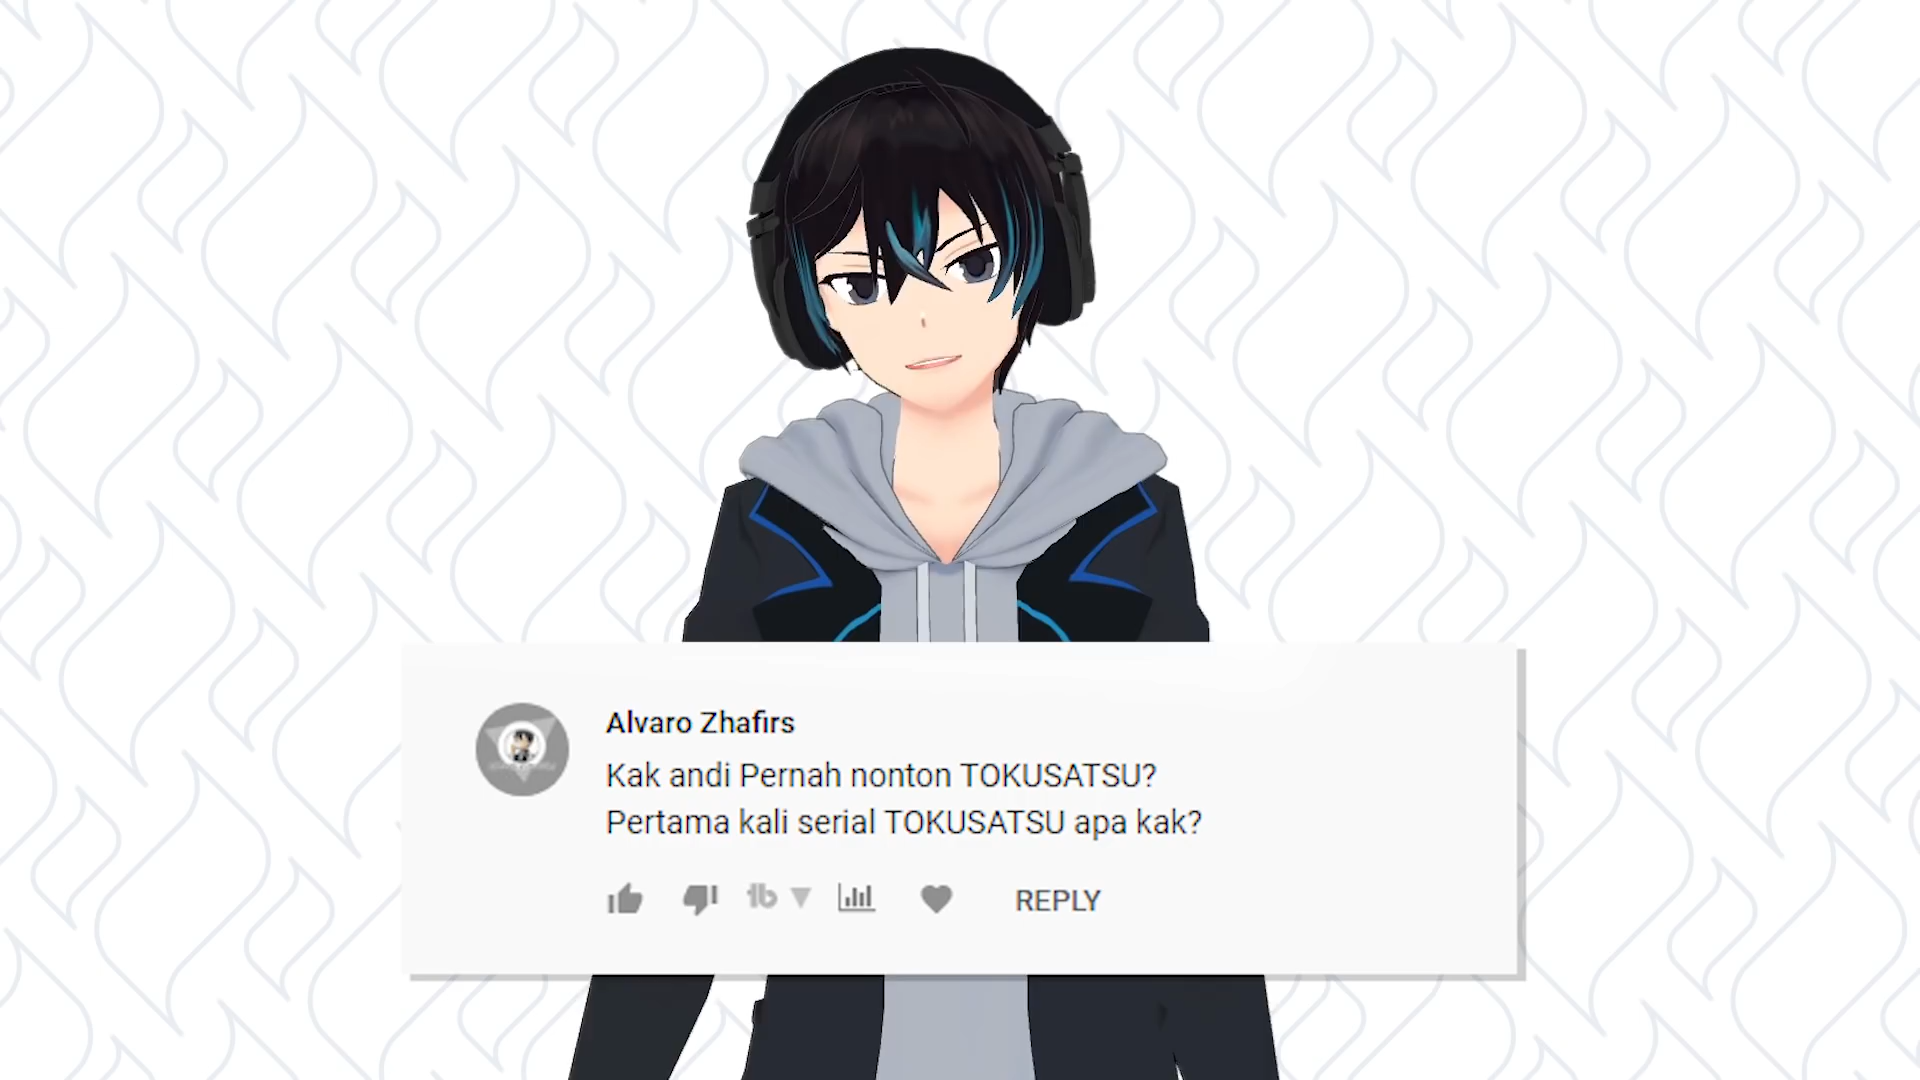 Alvaro Zhafirs
Kak andi Pernah nonton TOKUSATSU?
Pertama kali serial TOKUSATSU apa kak?
REPLY